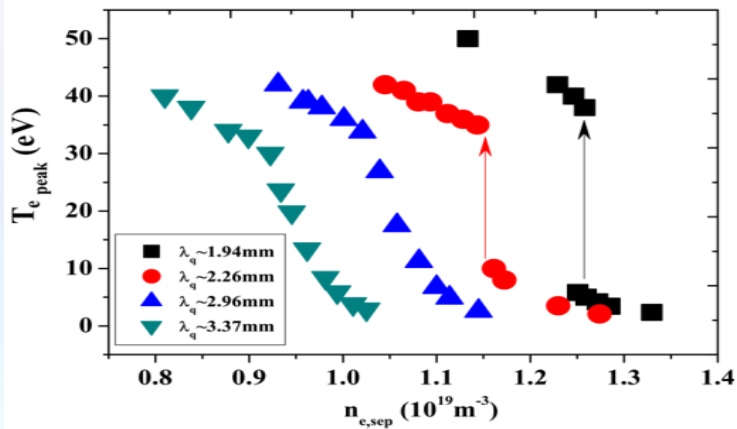 50
40
30
20
10
0
T e peak (eV)
λq~1.94mm
λq~2.26mm
λq~2.96mm
λq~3.37mm
0.8 0.9 1.0 1.1 1.2 1.3 1.4
ne,sep (10^19 m^-3)